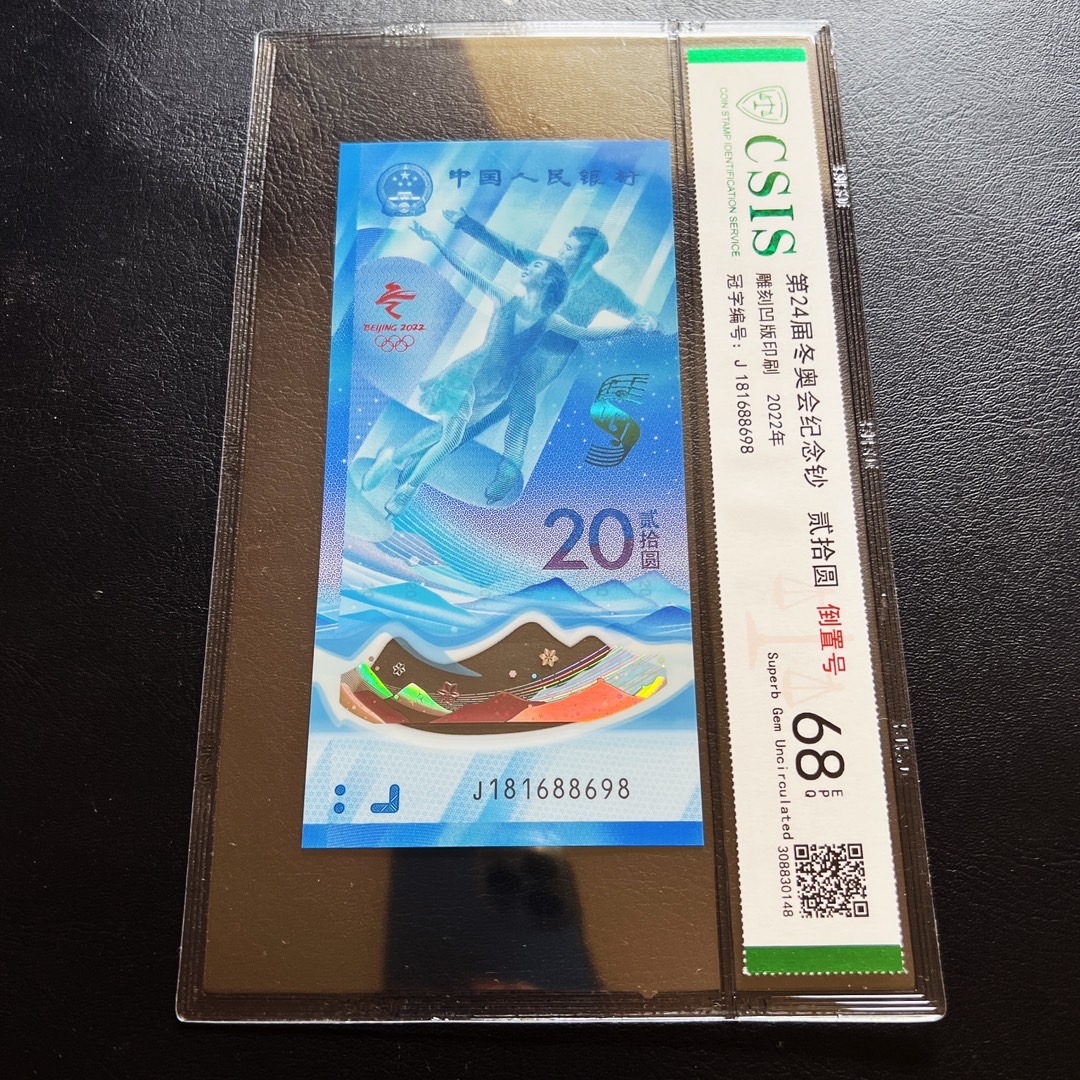 中国人民银行
BEIJING 2022
20
贰拾圆
J181688698
CSIS
COIN STAMP IDENTIFICATION SERVICE
第24届冬奥会纪念钞 贰拾圆 倒置号
雕刻凹版印刷 2022年
冠字编号：J181688698
68 EPQ
Superb Gem Uncirculated
308830148